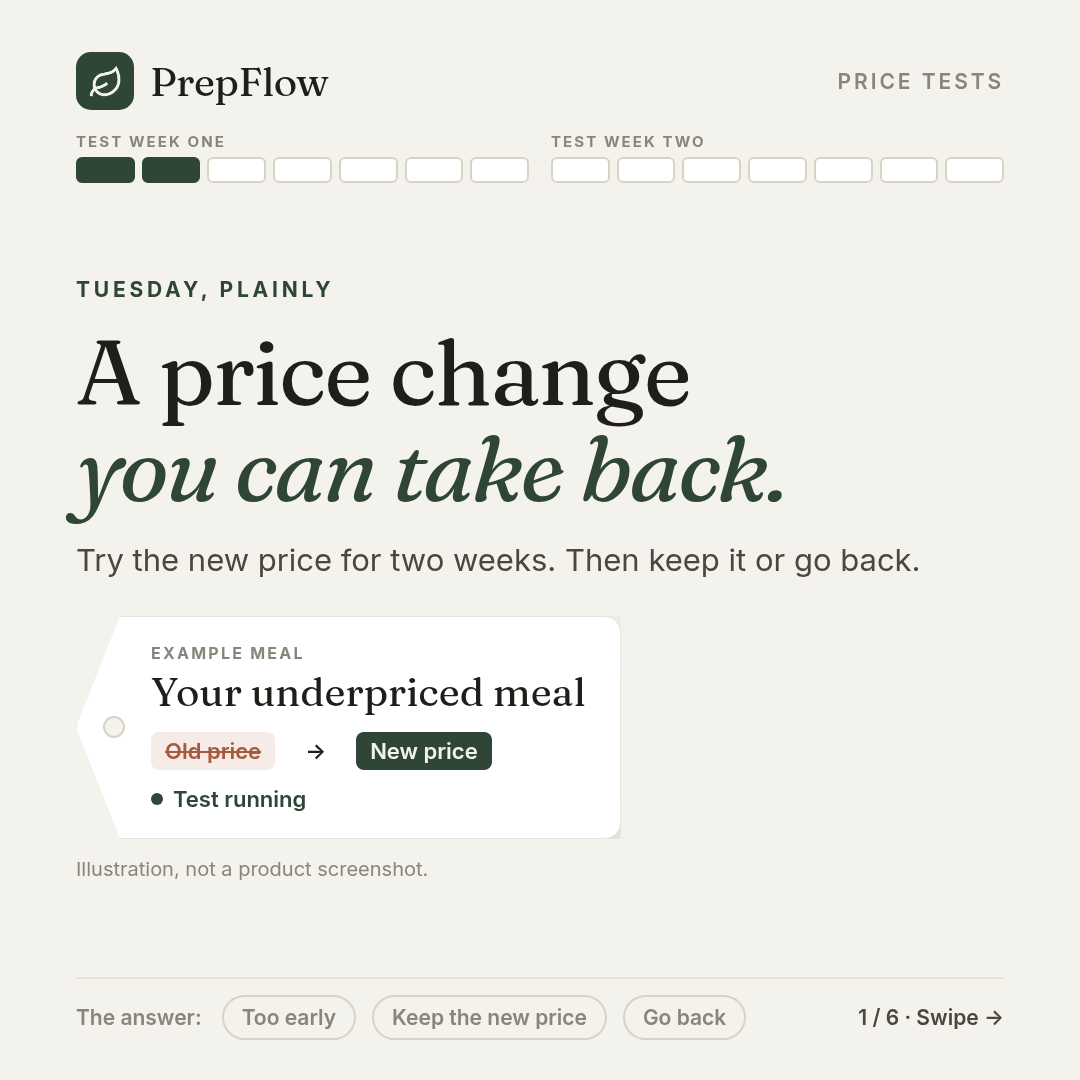 PrepFlow
PRICE TESTS
TEST WEEK ONE
TEST WEEK TWO
TUESDAY, PLAINLY
A price change
you can take back.
Try the new price for two weeks. Then keep it or go back.
EXAMPLE MEAL
Your underpriced meal
Old price → New price
Test running
Illustration, not a product screenshot.
The answer: Too early Keep the new price Go back 1 / 6 · Swipe →